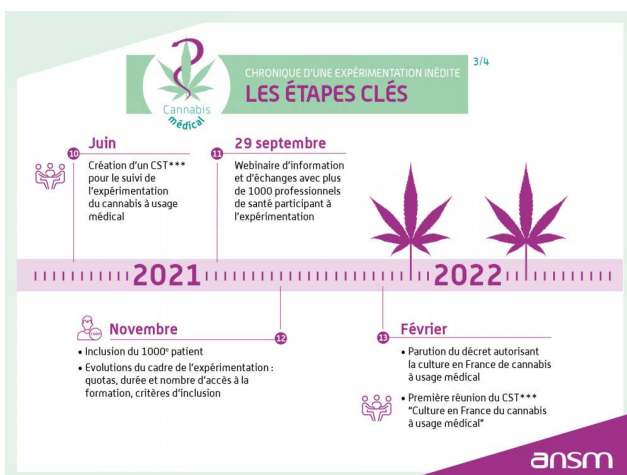 Cannabis
médical
CHRONIQUE D'UNE EXPÉRIMENTATION INÉDITE
LES ÉTAPES CLÉS
3/4
10
Juin
Création d'un CST***
pour le suivi de
l'expérimentation
du cannabis à usage
médical
11
29 septembre
Webinaire d'information
et d'échanges avec plus
de 1000 professionnels
de santé participant à
l'expérimentation
2021
2022
Novembre
12
• Inclusion du 1000e patient
• Evolutions du cadre de l'expérimentation :
quotas, durée et nombre d'accès à la
formation, critères d'inclusion
13
Février
• Parution du décret autorisant
la culture en France de cannabis
à usage médical
• Première réunion du CST***
"Culture en France du cannabis
à usage médical"
ansm